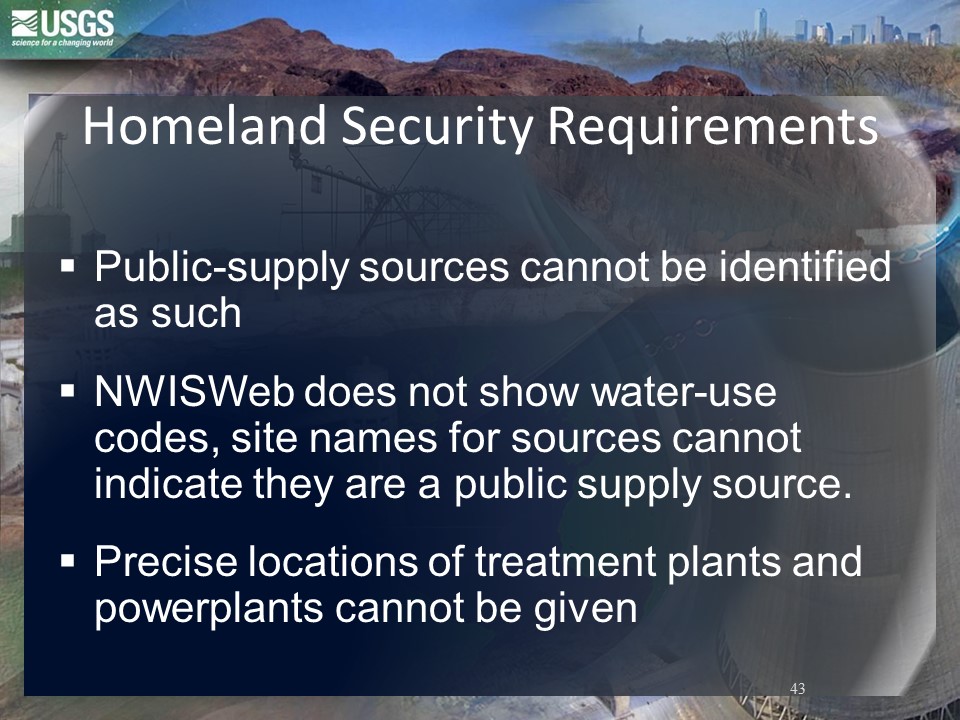 USGS
science for a changing world
Homeland Security Requirements
▪ Public-supply sources cannot be identified
as such
▪ NWISWeb does not show water-use
codes, site names for sources cannot
indicate they are a public supply source.
▪ Precise locations of treatment plants and
powerplants cannot be given
43